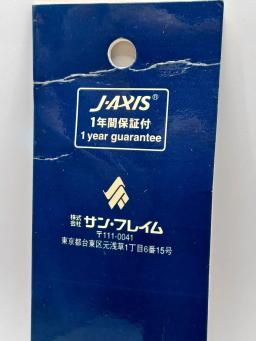 J-AXIS®
1年間保証付
1 year guarantee
株式会社 サン・フレイム
〒111-0041
東京都台東区元浅草1丁目6番15号